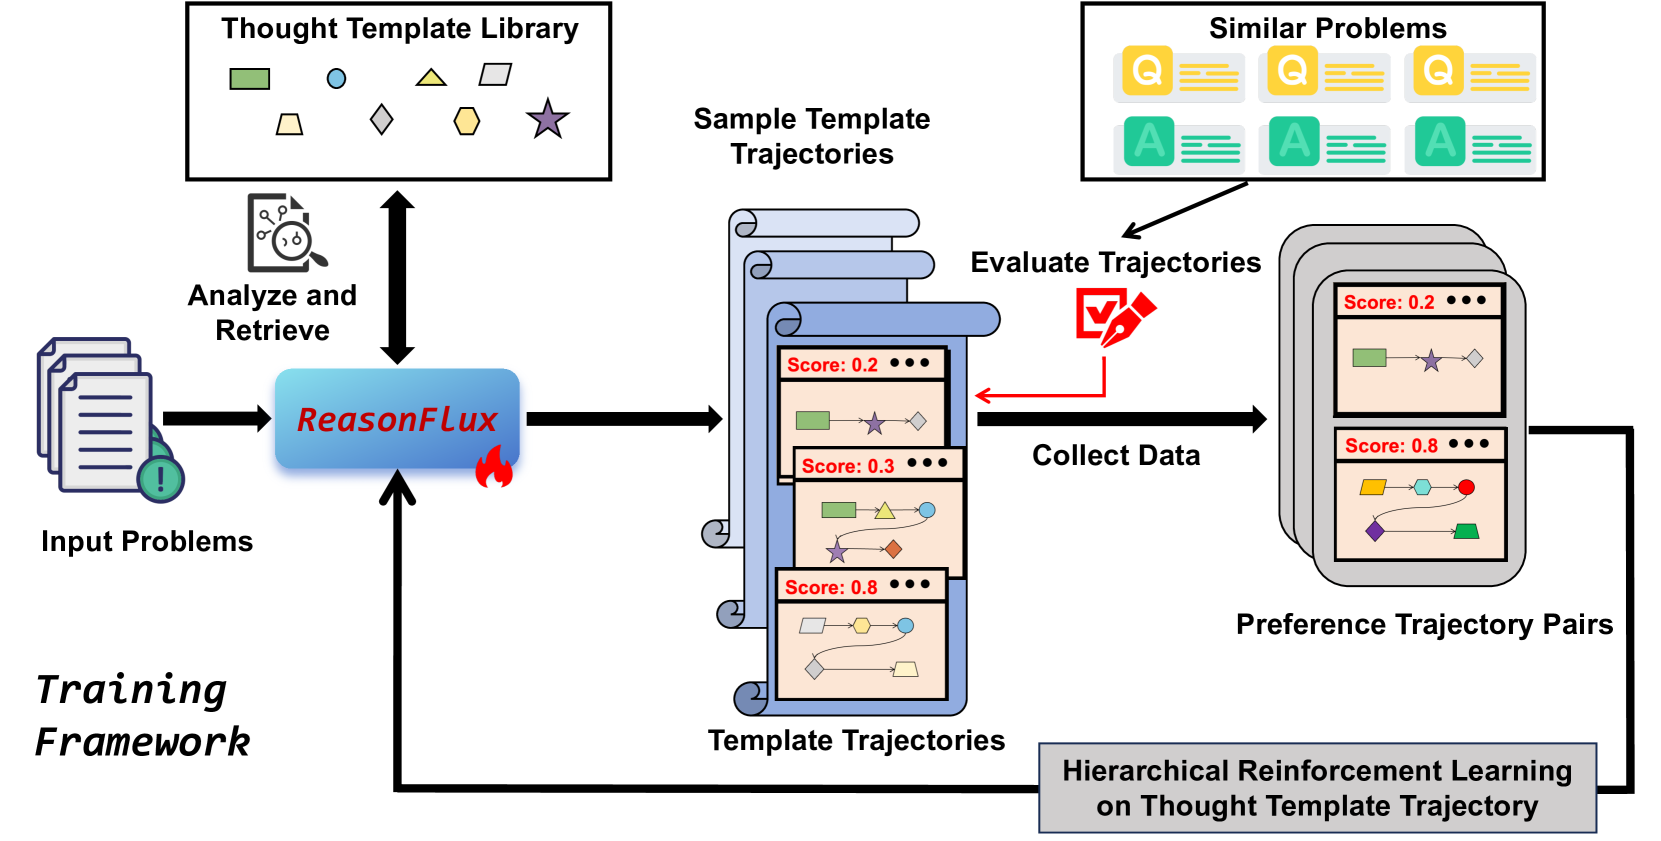 Thought Template Library
Similar Problems
Q Q Q
A A A
Sample Template
Trajectories
Analyze and
Retrieve
Evaluate Trajectories
ReasonFlux
Input Problems
Score: 0.2
Score: 0.3
Score: 0.8
Template Trajectories
Collect Data
Score: 0.2
Score: 0.8
Preference Trajectory Pairs
Training
Framework
Hierarchical Reinforcement Learning
on Thought Template Trajectory